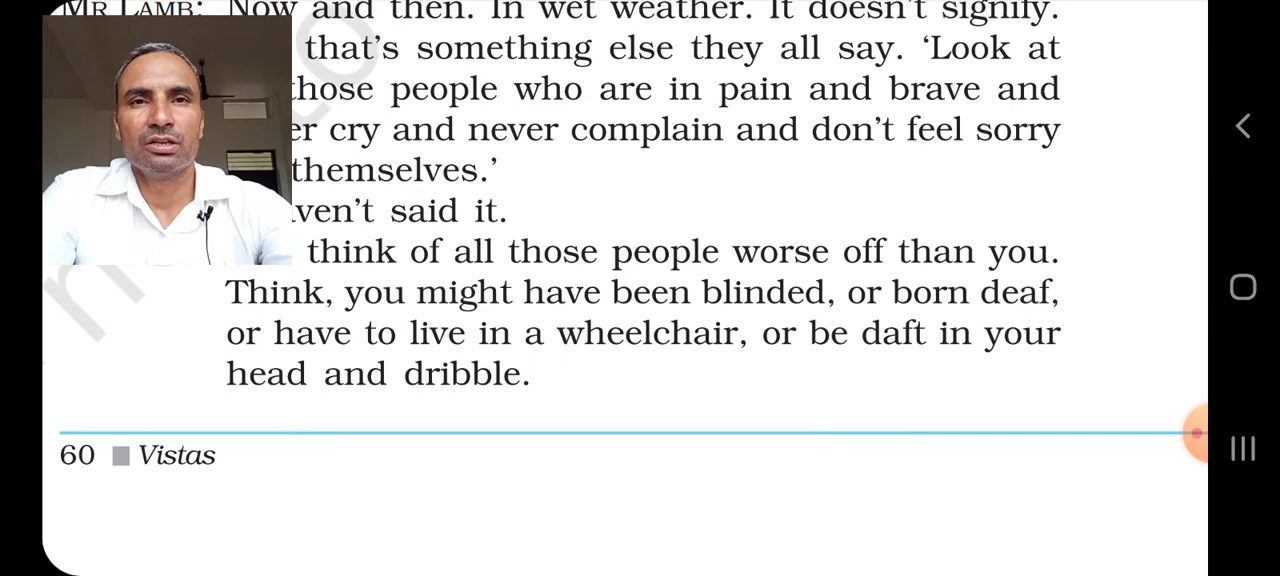 MR LAMB: Now and then. In wet weather. It doesn't signify.
that's something else they all say. 'Look at
those people who are in pain and brave and
er cry and never complain and don't feel sorry
themselves.'
ven't said it.
think of all those people worse off than you.
Think, you might have been blinded, or born deaf,
or have to live in a wheelchair, or be daft in your
head and dribble.
60 ■ Vistas